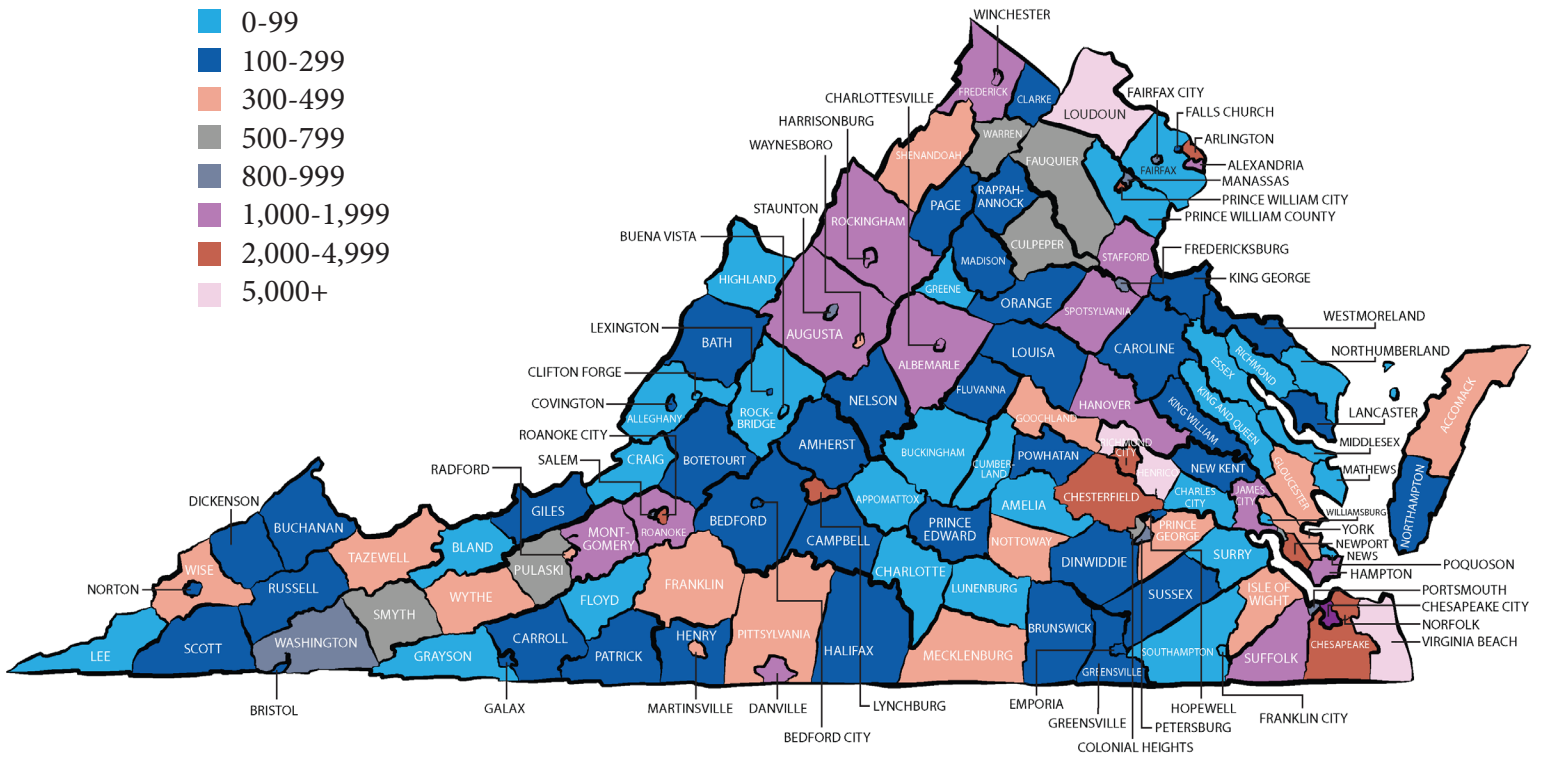 0-99
100-299
300-499
500-799
800-999
1,000-1,999
2,000-4,999
5,000+
WINCHESTER
FREDERICK
CLARKE
LOUDOUN
FAIRFAX CITY
FALLS CHURCH
ARLINGTON
ALEXANDRIA
MANASSAS
PRINCE WILLIAM CITY
PRINCE WILLIAM COUNTY
FAIRFAX
CHARLOTTESVILLE
HARRISONBURG
WAYNESBORO
STAUNTON
BUENA VISTA
LEXINGTON
CLIFTON FORGE
COVINGTON
ROANOKE CITY
SALEM
RADFORD
SHENANDOAH
WARREN
FAUQUIER
RAPPAH-
ANNOCK
PAGE
ROCKINGHAM
CULPEPER
MADISON
STAFFORD
FREDERICKSBURG
KING GEORGE
WESTMORELAND
NORTHUMBERLAND
LANCASTER
MIDDLESEX
MATHEWS
HIGHLAND
GREENE
ORANGE
SPOTSYLVANIA
CAROLINE
ESSEX
RICHMOND
AUGUSTA
ALBEMARLE
LOUISA
BATH
NELSON
FLUVANNA
HANOVER
KING WILLIAM
KING AND QUEEN
ACCOMACK
NORTHAMPTON
ALLEGHANY
ROCK-
BRIDGE
AMHERST
BUCKINGHAM
GOOCHLAND
RICHMOND
CITY
HENRICO
NEW KENT
GLOUCESTER
CRAIG
BOTETOURT
CUMBER-
LAND
POWHATAN
CHESTERFIELD
CHARLES
CITY
JAMES
CITY
WILLIAMSBURG
YORK
NEWPORT
NEWS
POQUOSON
HAMPTON
PORTSMOUTH
CHESAPEAKE CITY
NORFOLK
VIRGINIA BEACH
DICKENSON
BUCHANAN
GILES
MONT-
GOMERY
ROANOKE
BEDFORD
CAMPBELL
APPOMATTOX
PRINCE
EDWARD
AMELIA
NOTTOWAY
DINWIDDIE
PRINCE
GEORGE
SURRY
TAZEWELL
BLAND
PULASKI
WISE
NORTON
RUSSELL
SMYTH
WYTHE
FLOYD
FRANKLIN
CHARLOTTE
LUNENBURG
SUSSEX
ISLE OF
WIGHT
LEE
SCOTT
WASHINGTON
GRAYSON
CARROLL
PATRICK
HENRY
PITTSYLVANIA
HALIFAX
MECKLENBURG
BRUNSWICK
GREENSVILLE
SOUTHAMPTON
SUFFOLK
CHESAPEAKE
BRISTOL
GALAX
MARTINSVILLE
DANVILLE
BEDFORD CITY
LYNCHBURG
EMPORIA
GREENSVILLE
COLONIAL HEIGHTS
PETERSBURG
HOPEWELL
FRANKLIN CITY